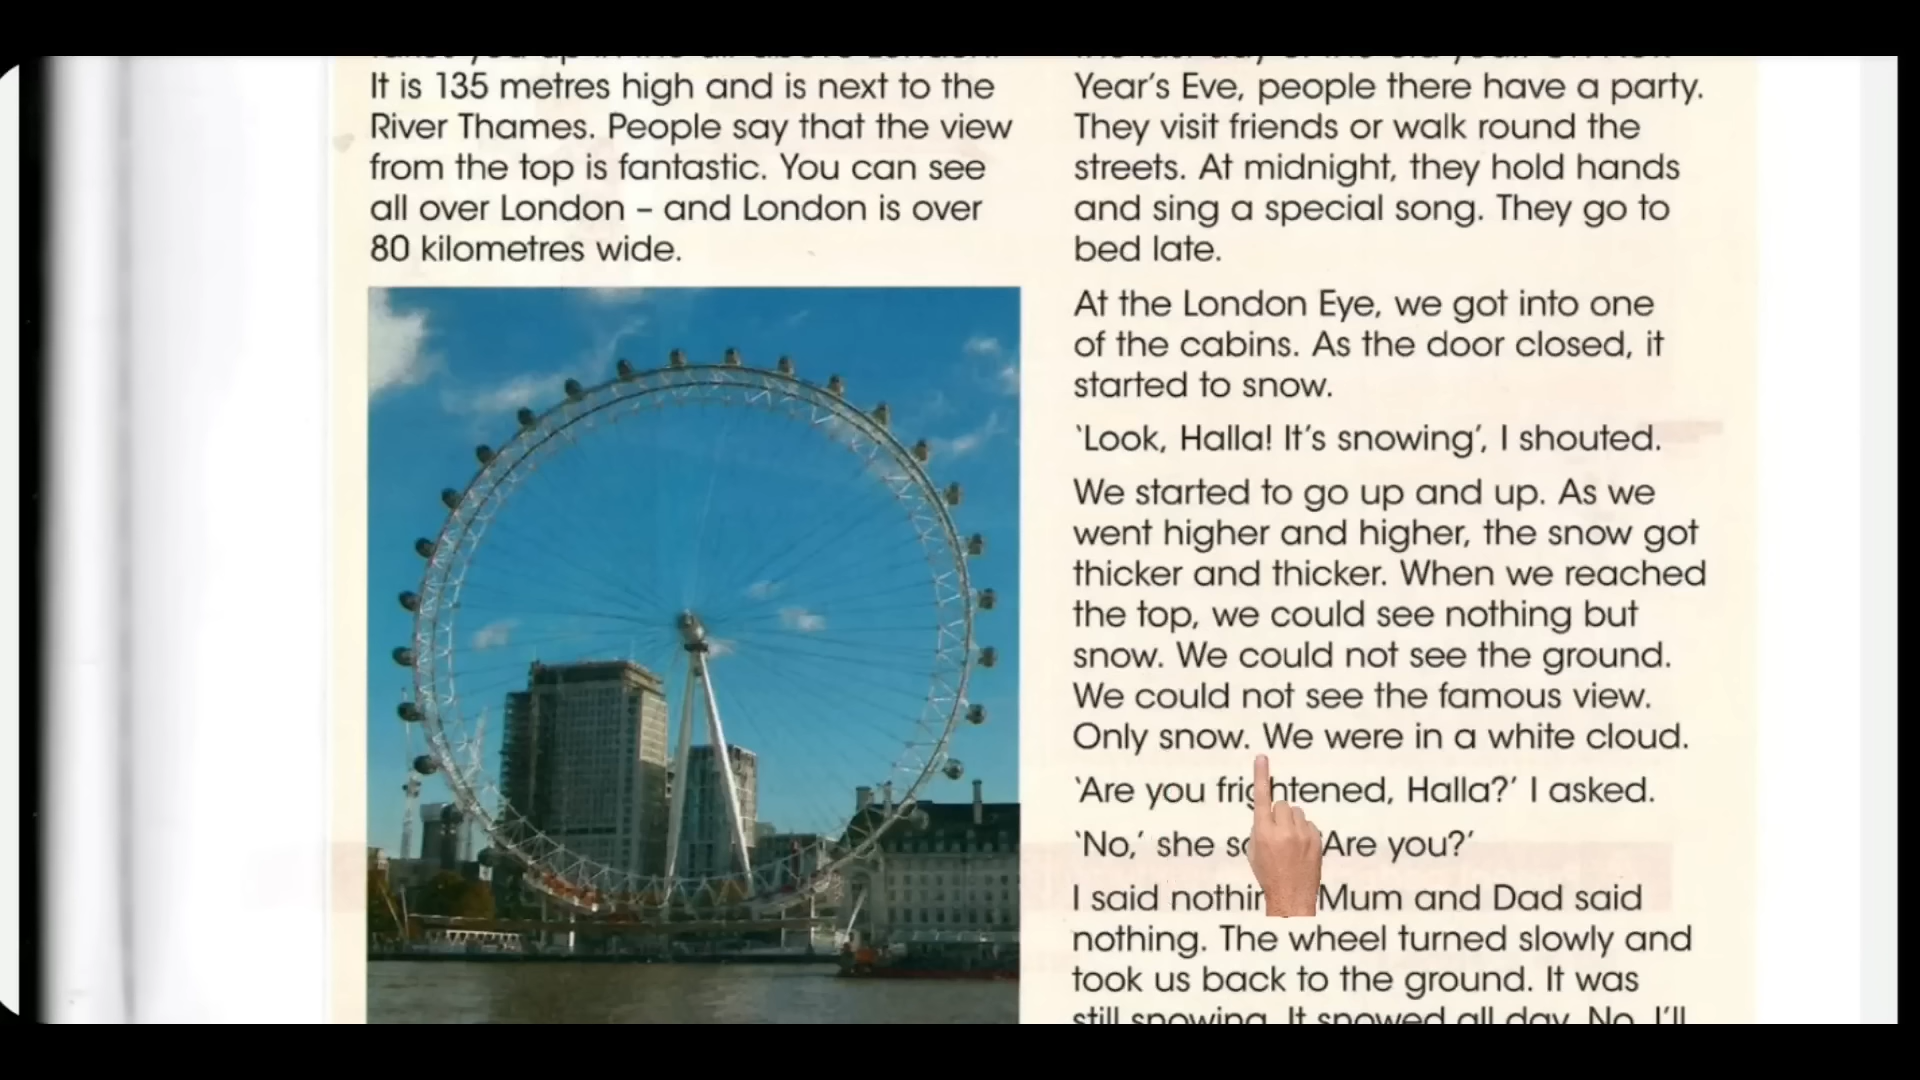 It is 135 metres high and is next to the
River Thames. People say that the view
from the top is fantastic. You can see
all over London – and London is over
80 kilometres wide.
Year's Eve, people there have a party.
They visit friends or walk round the
streets. At midnight, they hold hands
and sing a special song. They go to
bed late.
At the London Eye, we got into one
of the cabins. As the door closed, it
started to snow.
‘Look, Halla! It's snowing’, I shouted.
We started to go up and up. As we
went higher and higher, the snow got
thicker and thicker. When we reached
the top, we could see nothing but
snow. We could not see the ground.
We could not see the famous view.
Only snow. We were in a white cloud.
‘Are you frightened, Halla?’ I asked.
‘No,’ she Are you?’
I said Mum and Dad said
nothing. The wheel turned slowly and
took us back to the ground. It was
still snowing. It snowed all day. No, I'll